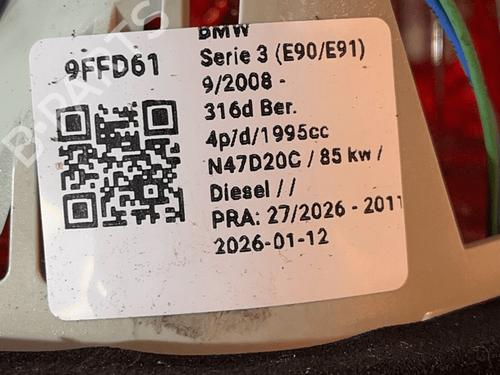 9FFD61
BMW
Serie 3 (E90/E91)
9/2008 -
316d Ber.
4p/d/1995cc
N47D20C / 85 kw /
Diesel / /
PRA: 27/2026 - 2011
2026-01-12
B-PARTS